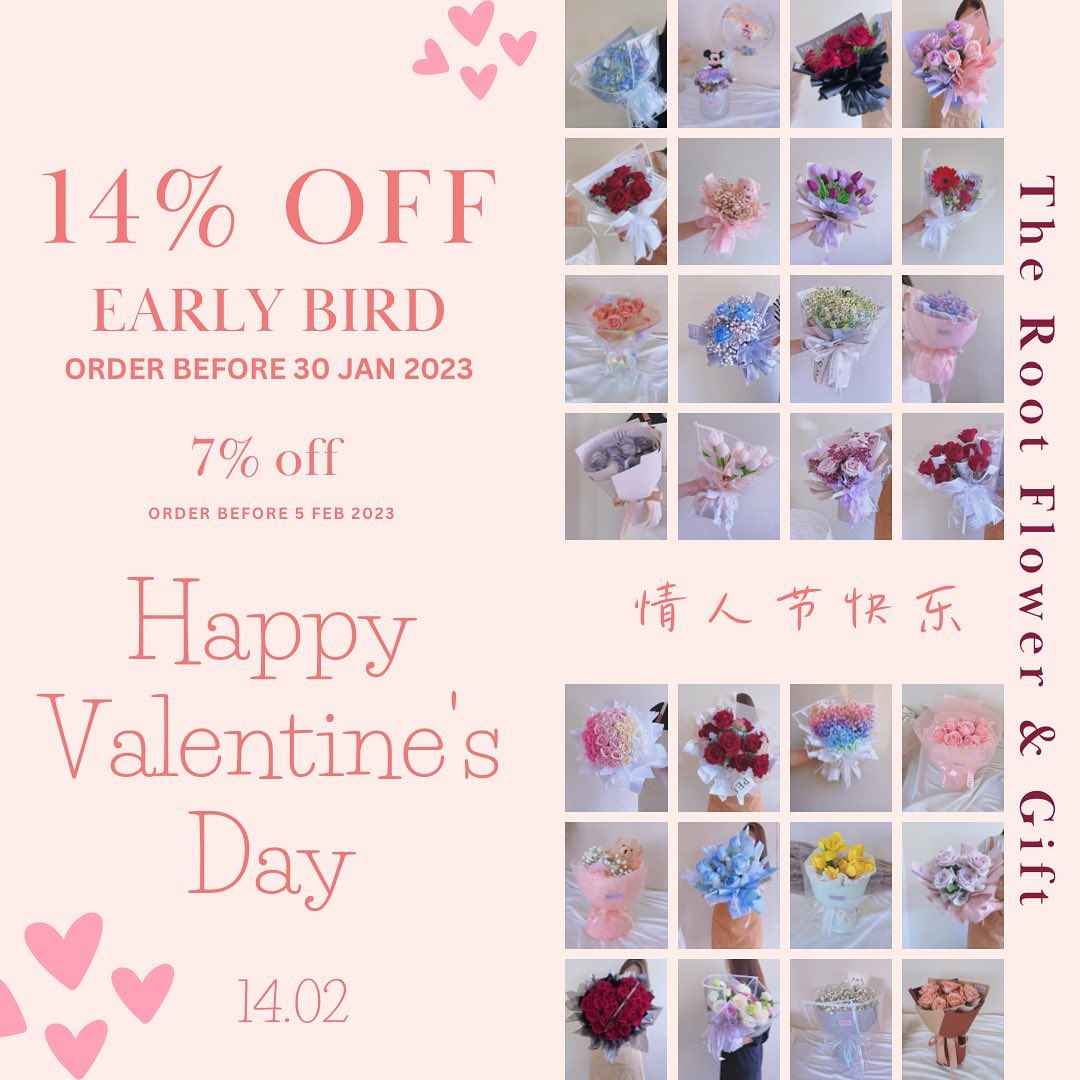 14% OFF
EARLY BIRD
ORDER BEFORE 30 JAN 2023
7% off
ORDER BEFORE 5 FEB 2023
Happy
Valentine's
Day
14.02
情人节快乐
The Root Flower & Gift